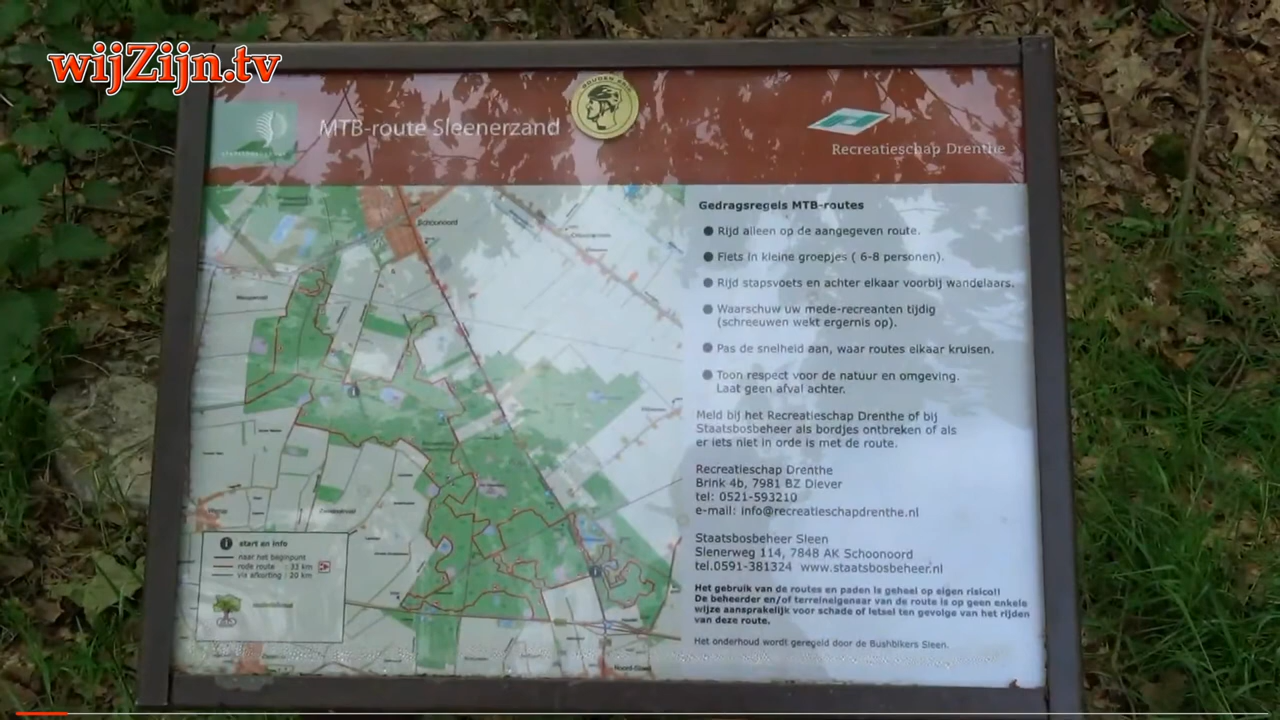 wijZijn.tv
MTB-route Sleenerzand
Recreatieschap Drenthe
Gedragsregels MTB-routes
● Rijd alleen op de aangegeven route.
● Fiets in kleine groepjes ( 6-8 personen).
● Rijd stapsvoets en achter elkaar voorbij wandelaars.
● Waarschuw uw mede-recreanten tijdig
(schreeuwen wekt ergernis op).
● Pas de snelheid aan, waar routes elkaar kruisen.
● Toon respect voor de natuur en omgeving.
Laat geen afval achter.
Meld bij het Recreatieschap Drenthe of bij
Staatsbosbeheer als bordjes ontbreken of als
er iets niet in orde is met de route.
Recreatieschap Drenthe
Brink 4b, 7981 BZ Diever
tel: 0521-593210
e-mail: info@recreatieschapdrenthe.nl
Staatsbosbeheer Sleen
Slenerweg 114, 7848 AK Schoonoord
tel.0591-381324 www.staatsbosbeheer.nl
Het gebruik van de routes en paden is geheel op eigen risico!!
De beheerder en/of terreineigenaar van de route is op geen enkele
wijze aansprakelijk voor schade of letsel ten gevolge van het rijden
van deze route.
Het onderhoud wordt geregeld door de Bushbikers Sleen.
Schoonoord
start en info
naar het beginpunt
rode route : 33 km
via afkorting : 20 km
Noord-Sleen